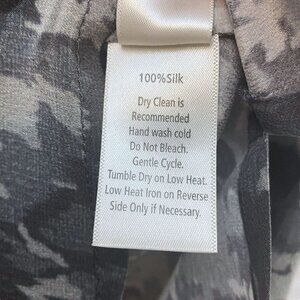 100%Silk
Dry Clean is
Recommended
Hand wash cold
Do Not Bleach.
Gentle Cycle.
Tumble Dry on Low Heat.
Low Heat Iron on Reverse
Side Only if Necessary.